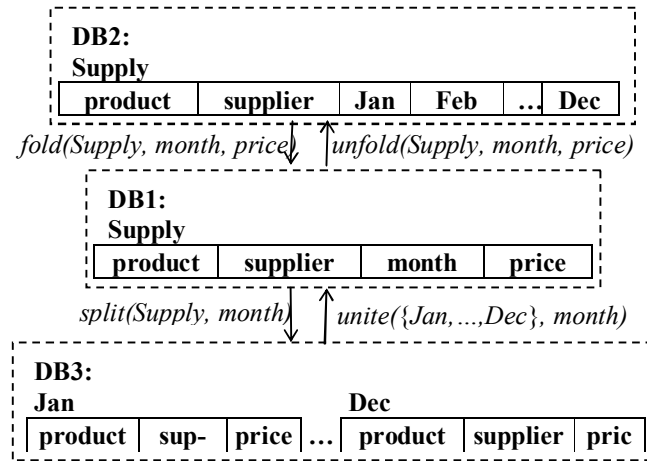 DB2:
Supply
product supplier Jan Feb … Dec
fold(Supply, month, price) unfold(Supply, month, price)
DB1:
Supply
product supplier month price
split(Supply, month) unite({Jan,…,Dec}, month)
DB3:
Jan Dec
product sup- price … product supplier pric